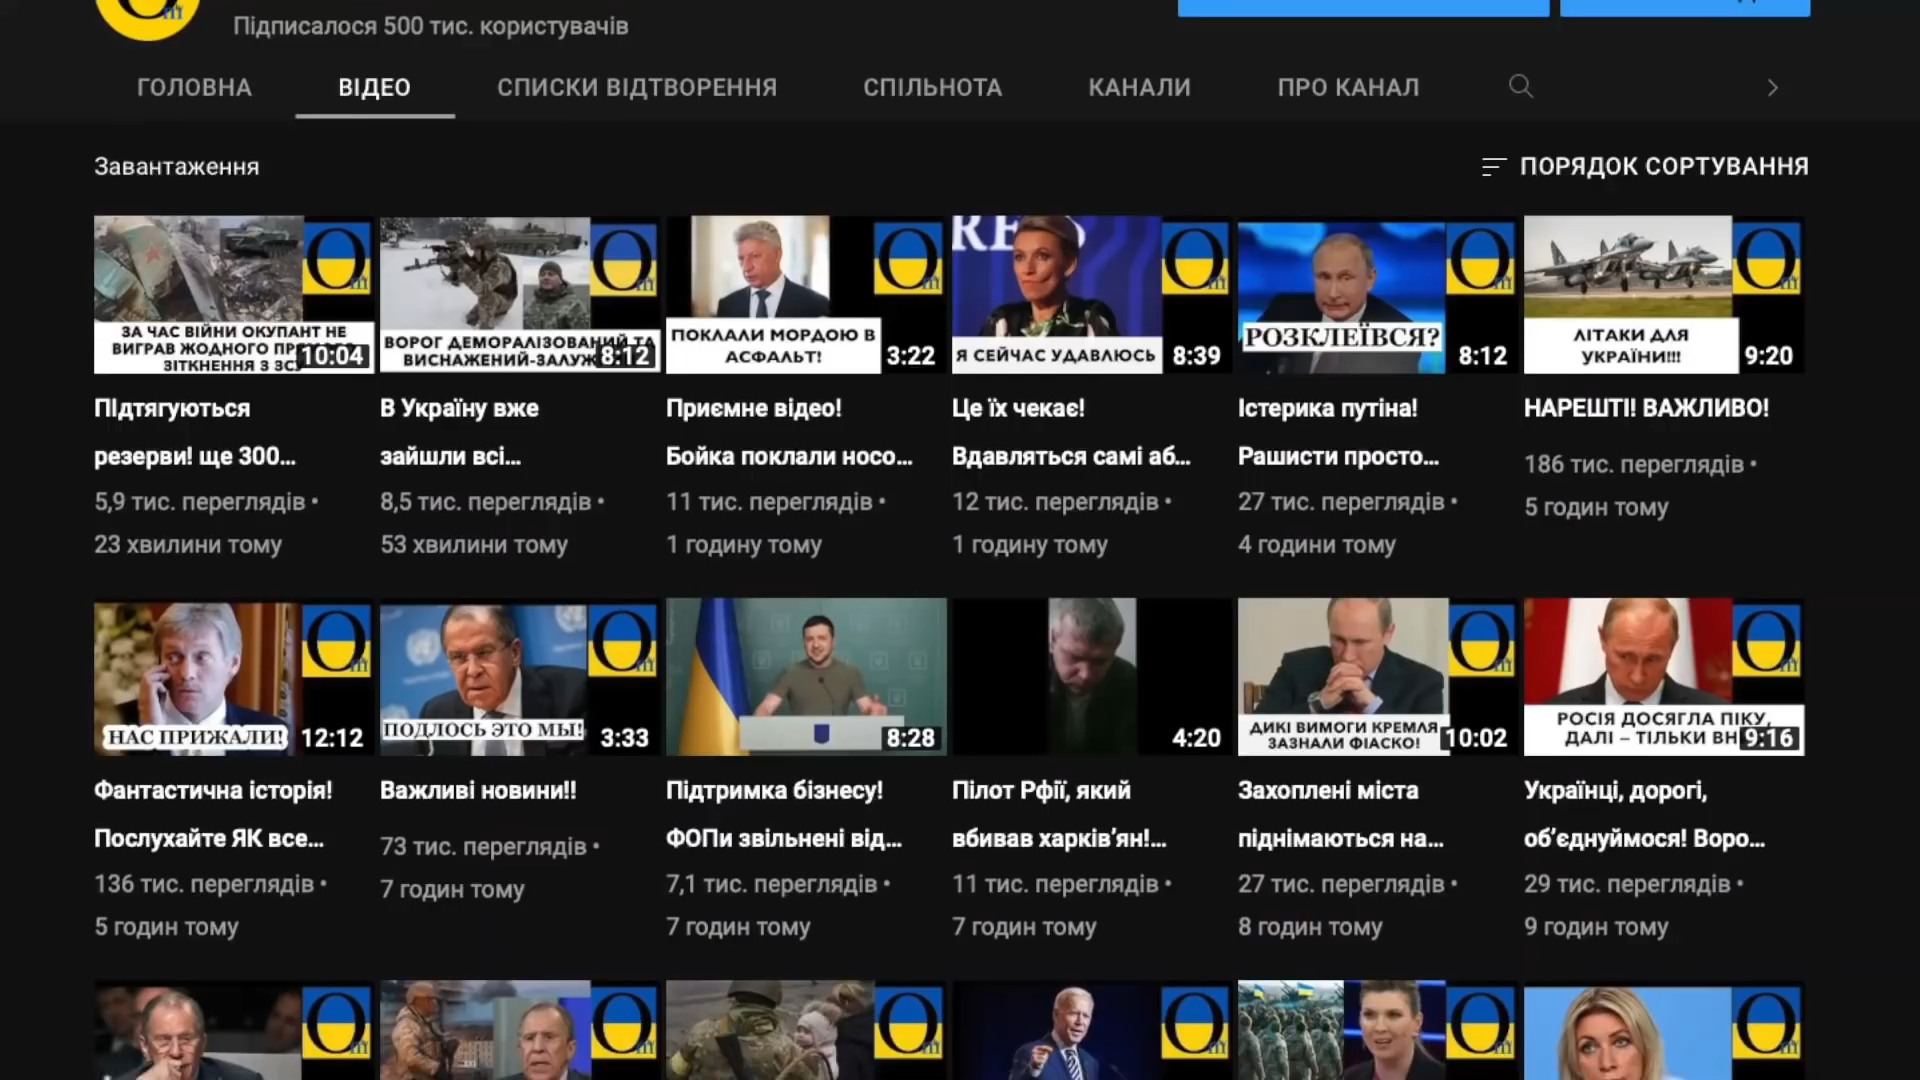 Підписалося 500 тис. користувачів
ГОЛОВНА ВІДЕО СПИСКИ ВІДТВОРЕННЯ СПІЛЬНОТА КАНАЛИ ПРО КАНАЛ
Завантаження
ПОРЯДОК СОРТУВАННЯ
ЗА ЧАС ВІЙНИ ОКУПАНТ НЕ
ВИГРАВ ЖОДНОГО
ЗІТКНЕННЯ З ЗСУ
10:04
Підтягуються
резерви! ще 300...
5,9 тис. переглядів •
23 хвилини тому
ВОРОГ ДЕМОРАЛІЗОВАНИЙ ТА
ВИСНАЖЕНИЙ-ЗАЛУЖ
8:12
В Україну вже
зайшли всі...
8,5 тис. переглядів •
53 хвилини тому
ПОКЛАЛИ МОРДОЮ В
АСФАЛЬТ!
3:22
Приємне відео!
Бойка поклали носо...
11 тис. переглядів •
1 годину тому
Я СЕЙЧАС УДАВЛЮСЬ
8:39
Це їх чекає!
Вдавляться самі аб...
12 тис. переглядів •
1 годину тому
РОЗКЛЕЇВСЯ?
8:12
Істерика путіна!
Рашисти просто...
27 тис. переглядів •
4 години тому
ЛІТАКИ ДЛЯ
УКРАЇНИ!!!
9:20
НАРЕШТІ! ВАЖЛИВО!
186 тис. переглядів •
5 годин тому
НАС ПРИЖАЛИ!
12:12
Фантастична історія!
Послухайте ЯК все...
136 тис. переглядів •
5 годин тому
ПОДЛОСЬ ЭТО МЫ!
3:33
Важливі новини!!
73 тис. переглядів •
7 годин тому
8:28
Підтримка бізнесу!
ФОПи звільнені від...
7,1 тис. переглядів •
7 годин тому
4:20
Пілот Рфії, який
вбивав харків’ян!...
11 тис. переглядів •
7 годин тому
ДИКІ ВИМОГИ КРЕМЛЯ
ЗАЗНАЛИ ФІАСКО!
10:02
Захоплені міста
піднімаються на...
27 тис. переглядів •
8 годин тому
РОСІЯ ДОСЯГЛА ПІКУ,
ДАЛІ – ТІЛЬКИ ВН
9:16
Українці, дорогі,
об’єднуймося! Воро...
29 тис. переглядів •
9 годин тому